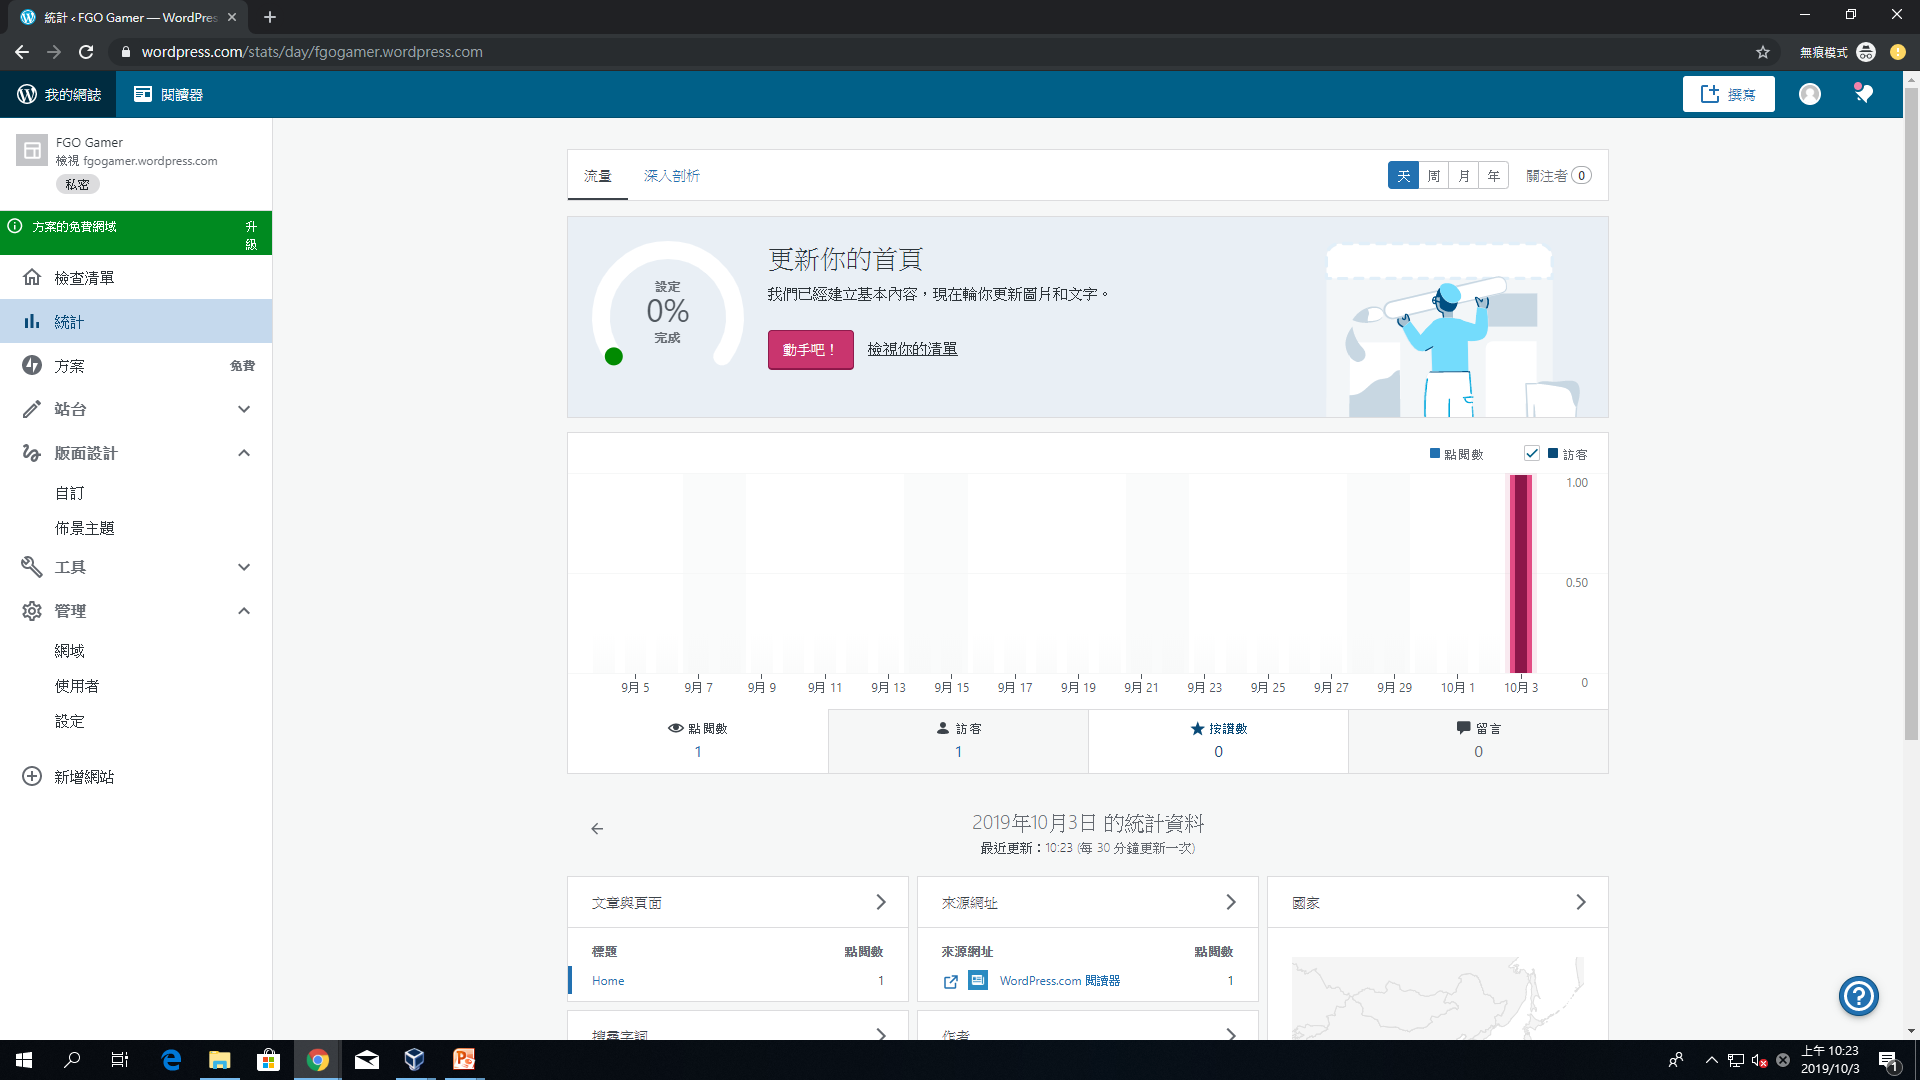 統計 ‹ FGO Gamer — WordPres
wordpress.com/stats/day/fgogamer.wordpress.com
無痕模式
我的網誌
閱讀器
撰寫
FGO Gamer
檢視 fgogamer.wordpress.com
私密
方案的免費網域
升級
檢查清單
統計
方案
免費
站台
版面設計
自訂
佈景主題
工具
管理
網域
使用者
設定
新增網站
流量
深入剖析
天
周
月
年
關注者 0
設定
0%
完成
更新你的首頁
我們已經建立基本內容，現在輪你更新圖片和文字。
動手吧！
檢視你的清單
點閱數
訪客
1.00
0.50
0
9月 5
9月 7
9月 9
9月 11
9月 13
9月 15
9月 17
9月 19
9月 21
9月 23
9月 25
9月 27
9月 29
10月 1
10月 3
點閱數
1
訪客
1
按讚數
0
留言
0
2019年10月3日 的統計資料
最近更新：10:23 (每 30 分鐘更新一次)
文章與頁面
標題
點閱數
Home
1
來源網址
來源網址
點閱數
WordPress.com 閱讀器
1
國家
搜尋字詞
作者
上午 10:23
2019/10/3
1